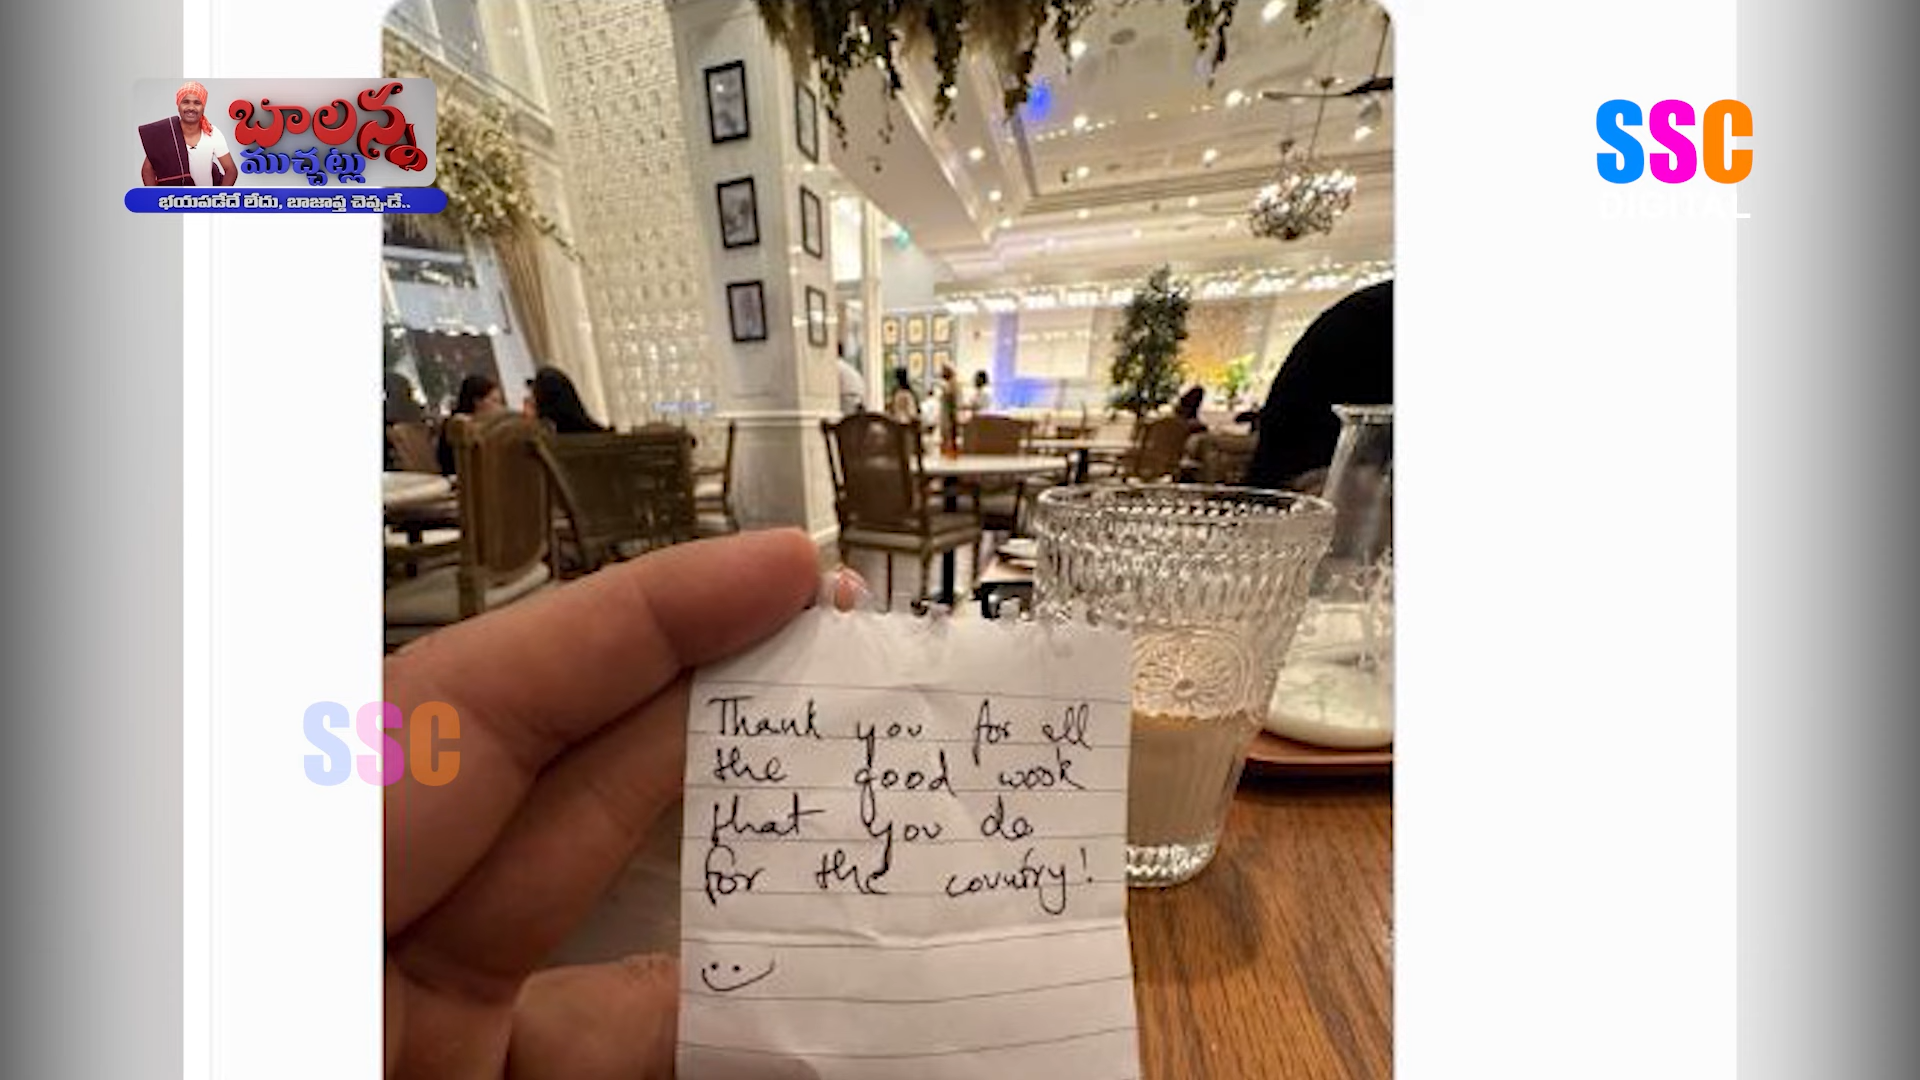 బాలన్న
ముచ్చట్లు
భయపడేదే లేదు, బాజాప్త చెప్పుడే..
SSC
DIGITAL
SSC
Thank you for all
the good work
that you do
for the country!